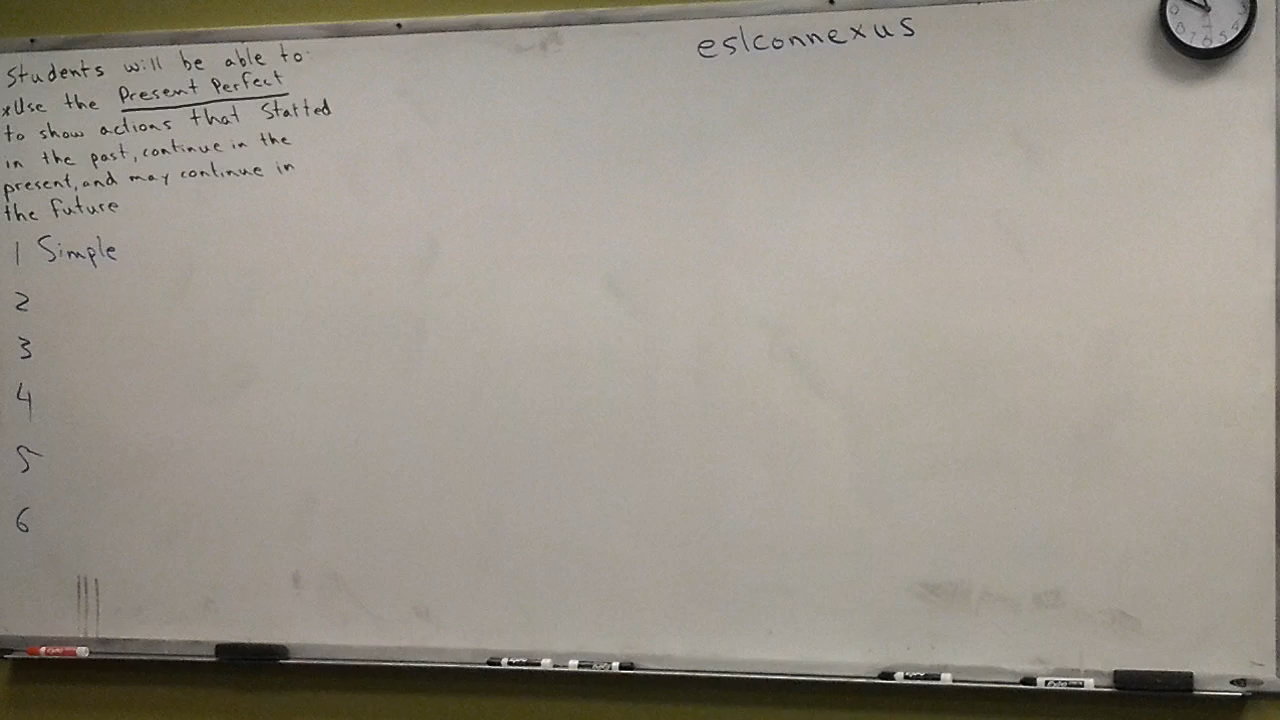 Students will be able to:
*Use the Present Perfect
to show actions that started
in the past, continue in the
present, and may continue in
the future
1 Simple
2
3
4
5
6
eslconnexus